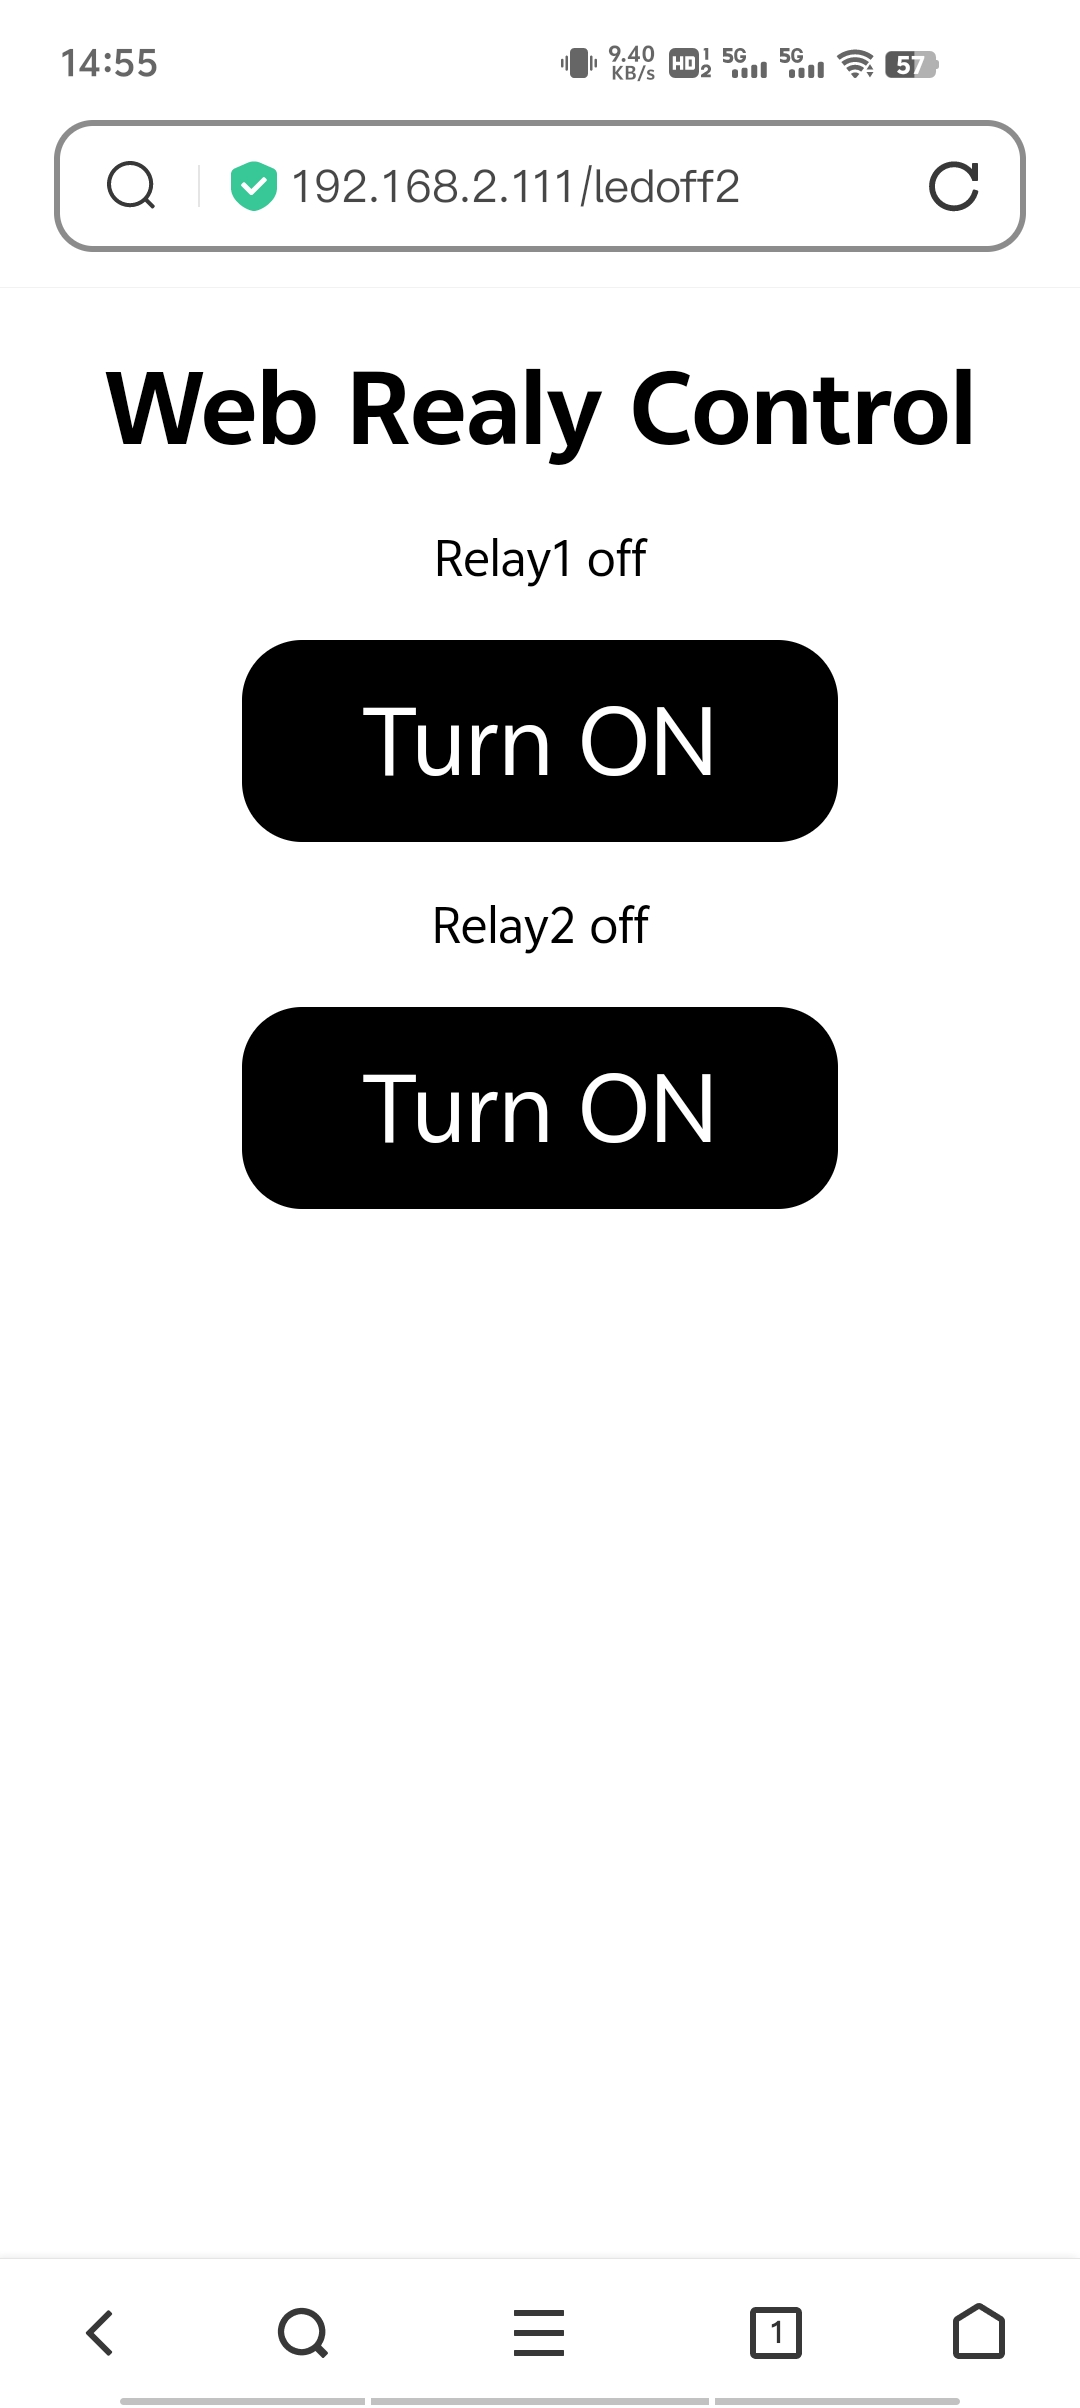 14:55
9.40 KB/s HD 1 2 5G 5G 57
192.168.2.111/ledoff2
Web Realy Control
Relay1 off
Turn ON
Relay2 off
Turn ON
1